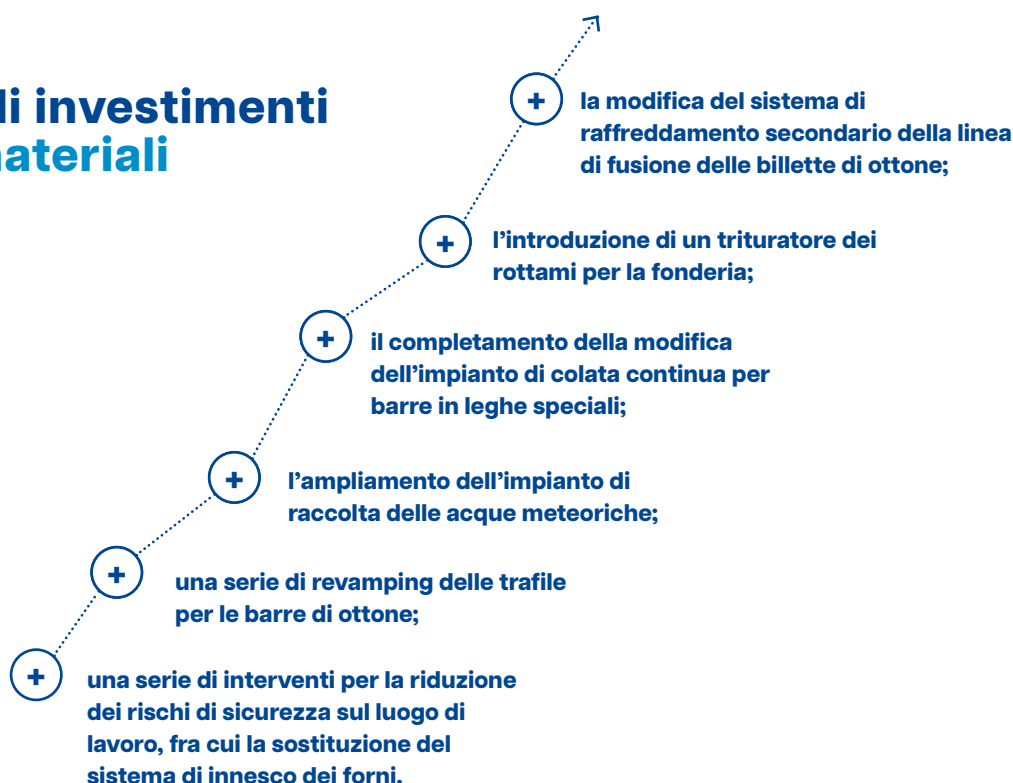 li investimenti
ateriali
+ la modifica del sistema di
raffreddamento secondario della linea
di fusione delle billette di ottone;
+ l’introduzione di un trituratore dei
rottami per la fonderia;
+ il completamento della modifica
dell’impianto di colata continua per
barre in leghe speciali;
+ l’ampliamento dell’impianto di
raccolta delle acque meteoriche;
+ una serie di revamping delle trafile
per le barre di ottone;
+ una serie di interventi per la riduzione
dei rischi di sicurezza sul luogo di
lavoro, fra cui la sostituzione del
sistema di innesco dei forni.